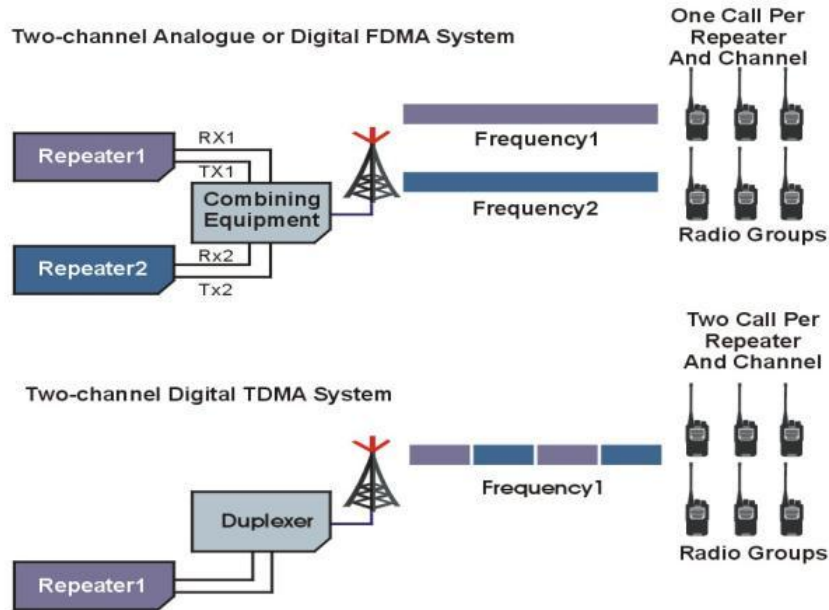 Two-channel Analogue or Digital FDMA System
One Call Per
Repeater
And Channel
Repeater1
RX1
TX1
Combining
Equipment
Frequency1
Repeater2
Rx2
Tx2
Frequency2
Radio Groups
Two-channel Digital TDMA System
Two Call Per
Repeater
And Channel
Duplexer
Frequency1
Repeater1
Radio Groups